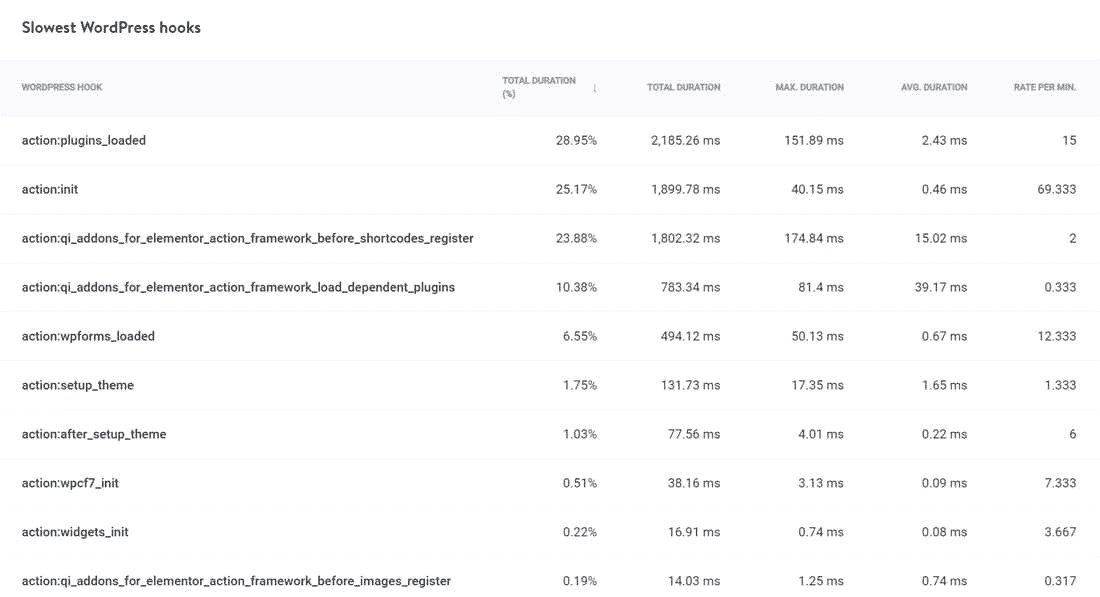 Slowest WordPress hooks
WORDPRESS HOOK TOTAL DURATION (%) ↓ TOTAL DURATION MAX. DURATION AVG. DURATION RATE PER MIN.
action:plugins_loaded 28.95% 2,185.26 ms 151.89 ms 2.43 ms 15
action:init 25.17% 1,899.78 ms 40.15 ms 0.46 ms 69.333
action:qi_addons_for_elementor_action_framework_before_shortcodes_register 23.88% 1,802.32 ms 174.84 ms 15.02 ms 2
action:qi_addons_for_elementor_action_framework_load_dependent_plugins 10.38% 783.34 ms 81.4 ms 39.17 ms 0.333
action:wpforms_loaded 6.55% 494.12 ms 50.13 ms 0.67 ms 12.333
action:setup_theme 1.75% 131.73 ms 17.35 ms 1.65 ms 1.333
action:after_setup_theme 1.03% 77.56 ms 4.01 ms 0.22 ms 6
action:wpcf7_init 0.51% 38.16 ms 3.13 ms 0.09 ms 7.333
action:widgets_init 0.22% 16.91 ms 0.74 ms 0.08 ms 3.667
action:qi_addons_for_elementor_action_framework_before_images_register 0.19% 14.03 ms 1.25 ms 0.74 ms 0.317